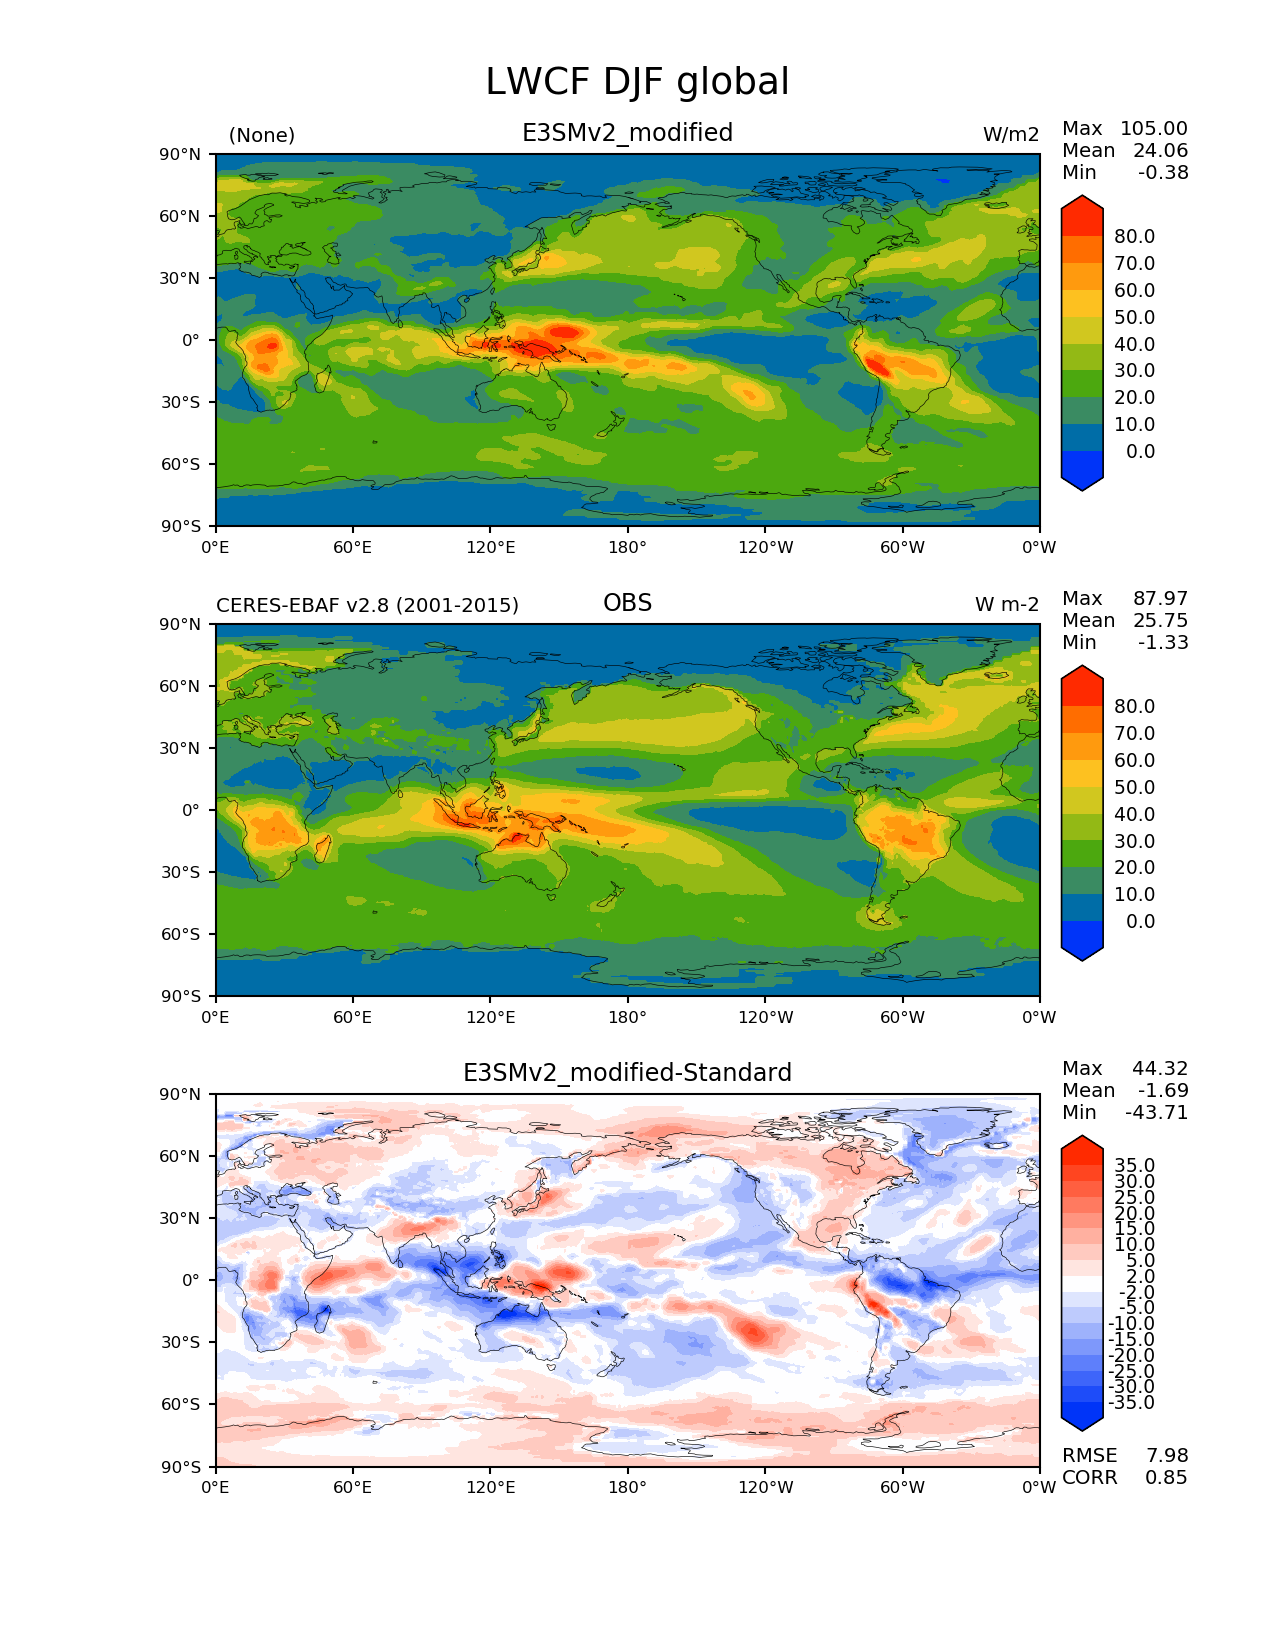 LWCF DJF global
(None) E3SMv2_modified W/m2
Max 105.00
Mean 24.06
Min -0.38
90°N
60°N
30°N
0°
30°S
60°S
90°S
0°E 60°E 120°E 180° 120°W 60°W 0°W
80.0
70.0
60.0
50.0
40.0
30.0
20.0
10.0
0.0
CERES-EBAF v2.8 (2001-2015) OBS W m-2
Max 87.97
Mean 25.75
Min -1.33
90°N
60°N
30°N
0°
30°S
60°S
90°S
0°E 60°E 120°E 180° 120°W 60°W 0°W
80.0
70.0
60.0
50.0
40.0
30.0
20.0
10.0
0.0
E3SMv2_modified-Standard
Max 44.32
Mean -1.69
Min -43.71
90°N
60°N
30°N
0°
30°S
60°S
90°S
0°E 60°E 120°E 180° 120°W 60°W 0°W
35.0
30.0
25.0
20.0
15.0
10.0
5.0
2.0
-2.0
-5.0
-10.0
-15.0
-20.0
-25.0
-30.0
-35.0
RMSE 7.98
CORR 0.85